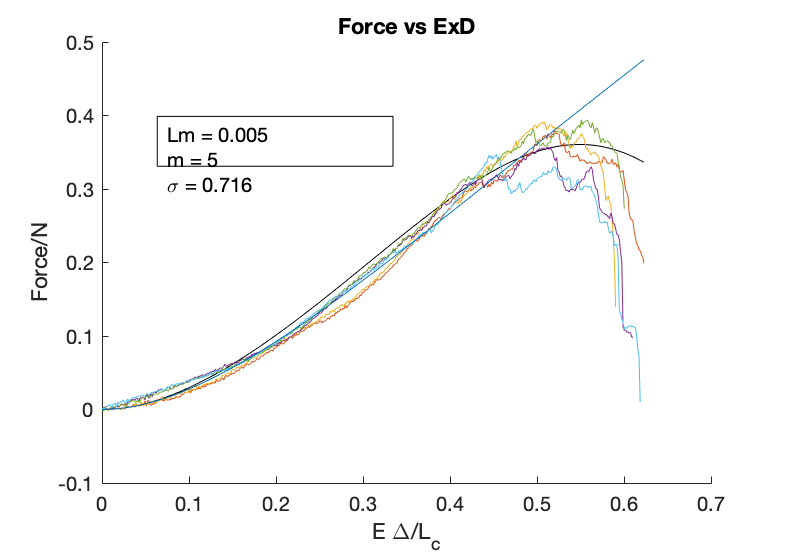 Force vs ExD
0.5
0.4
0.3
0.2
0.1
0
-0.1
Force/N
Lm = 0.005
m = 5
σ = 0.716
0 0.1 0.2 0.3 0.4 0.5 0.6 0.7
E Δ/Lc